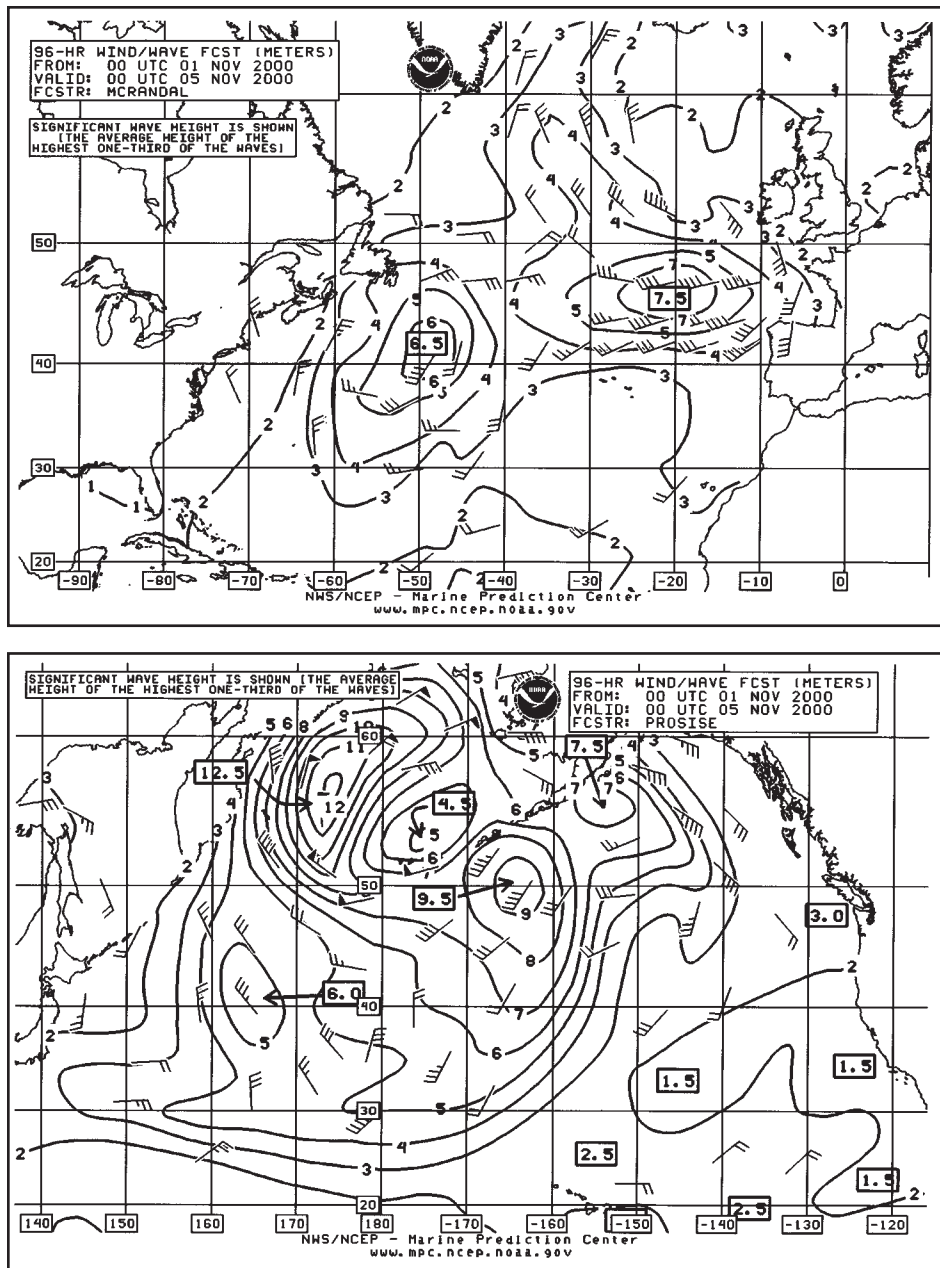 96-HR WIND/WAVE FCST (METERS)
FROM: 00 UTC 01 NOV 2000
VALID: 00 UTC 05 NOV 2000
FCSTR: MCRANDAL
NOAA
SIGNIFICANT WAVE HEIGHT IS SHOWN
(THE AVERAGE HEIGHT OF THE
HIGHEST ONE-THIRD OF THE WAVES)
50
7.5
6.5
40
30
20
-90 -80 -70 -60 -50 -40 -30 -20 -10 0
NWS/NCEP - Marine Prediction Center
www.mpc.ncep.noaa.gov
SIGNIFICANT WAVE HEIGHT IS SHOWN (THE AVERAGE
HEIGHT OF THE HIGHEST ONE-THIRD OF THE WAVES)
NOAA
96-HR WIND/WAVE FCST (METERS)
FROM: 00 UTC 01 NOV 2000
VALID: 00 UTC 05 NOV 2000
FCSTR: PROSISE
60
7.5
12.5
4.5
50
9.5
3.0
6.0
40
1.5
1.5
30
2.5
1.5
20
2.5
140 150 160 170 180 -170 -160 -150 -140 -130 -120
NWS/NCEP - Marine Prediction Center
www.mpc.ncep.noaa.gov